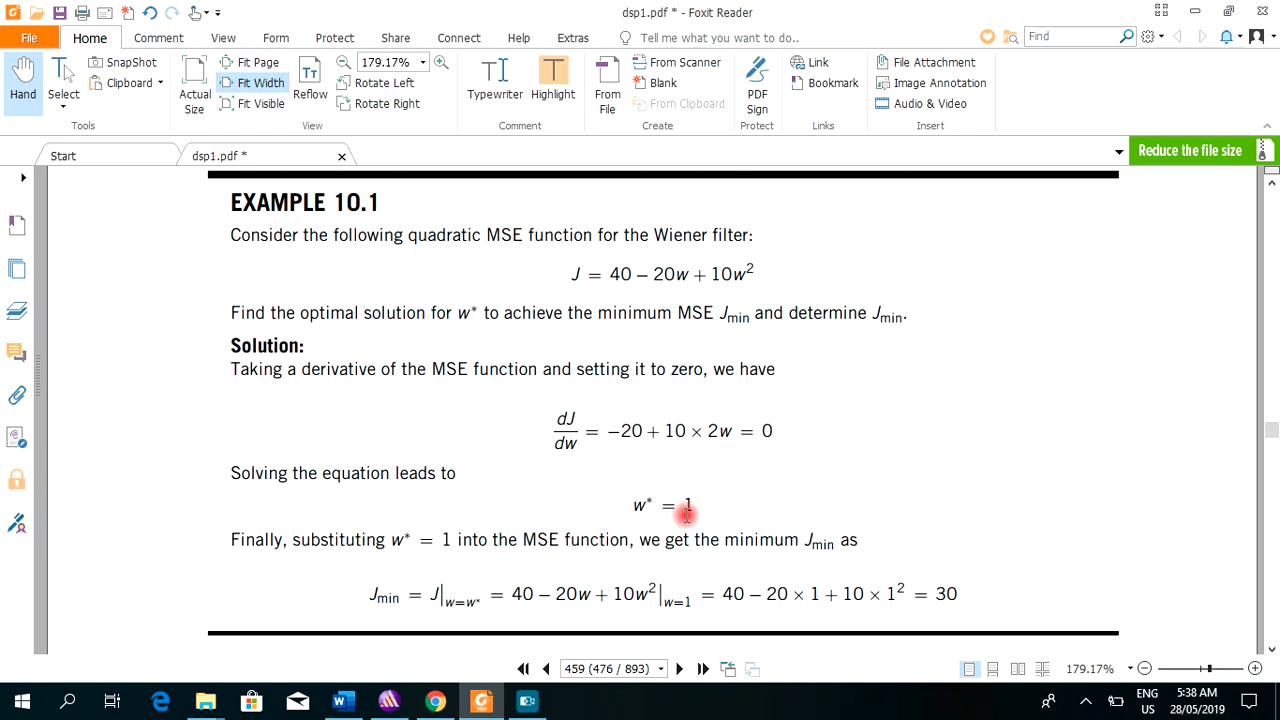 dsp1.pdf * - Foxit Reader
File Home Comment View Form Protect Share Connect Help Extras Tell me what you want to do.. Find
Hand
Select
SnapShot
Clipboard
Tools
Actual Size
Fit Page
Fit Width
Fit Visible
Reflow
179.17%
Rotate Left
Rotate Right
View
Typewriter
Highlight
Comment
From File
From Scanner
Blank
From Clipboard
Create
PDF Sign
Protect
Link
Bookmark
Links
File Attachment
Image Annotation
Audio & Video
Insert
Start dsp1.pdf * Reduce the file size
EXAMPLE 10.1
Consider the following quadratic MSE function for the Wiener filter:
J = 40 − 20w + 10w²
Find the optimal solution for w* to achieve the minimum MSE Jmin and determine Jmin.
Solution:
Taking a derivative of the MSE function and setting it to zero, we have
dJ/dw = −20 + 10 × 2w = 0
Solving the equation leads to
w* = 1
Finally, substituting w* = 1 into the MSE function, we get the minimum Jmin as
Jmin = J|w=w* = 40 − 20w + 10w²|w=1 = 40 − 20 × 1 + 10 × 1² = 30
459 (476 / 893) 179.17%
ENG 5:38 AM
US 28/05/2019